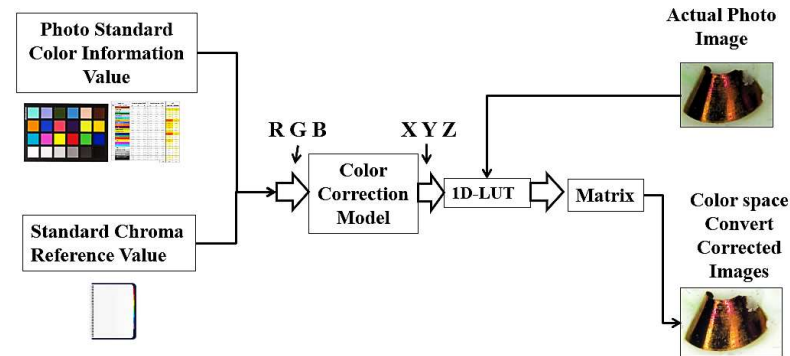 Photo Standard
Color Information
Value
Actual Photo
Image
R G B
X Y Z
Color
Correction
Model
1D-LUT
Matrix
Standard Chroma
Reference Value
Color space
Convert
Corrected
Images